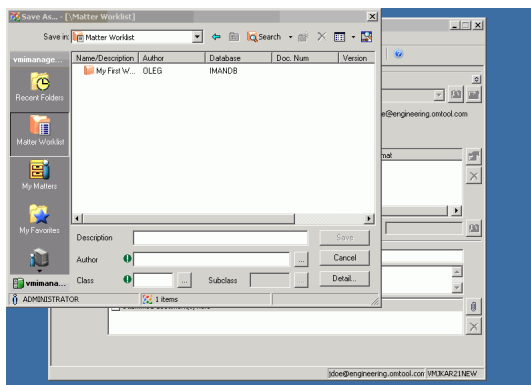 Save As... - [\Matter Worklist]
Save in: Matter Worklist
Search
vmimanage...
Name/Description Author Database Doc. Num Version
My First W... OLEG IMANDB
Recent Folders
Matter Worklist
My Matters
My Favorites
vmimana...
Description
Save
Author
...
Cancel
Class
...
Subclass
Detail...
ADMINISTRATOR
1 items
e@engineering.omtool.com
mat
jdoe@engineering.omtool.com VMJKAR21NEW